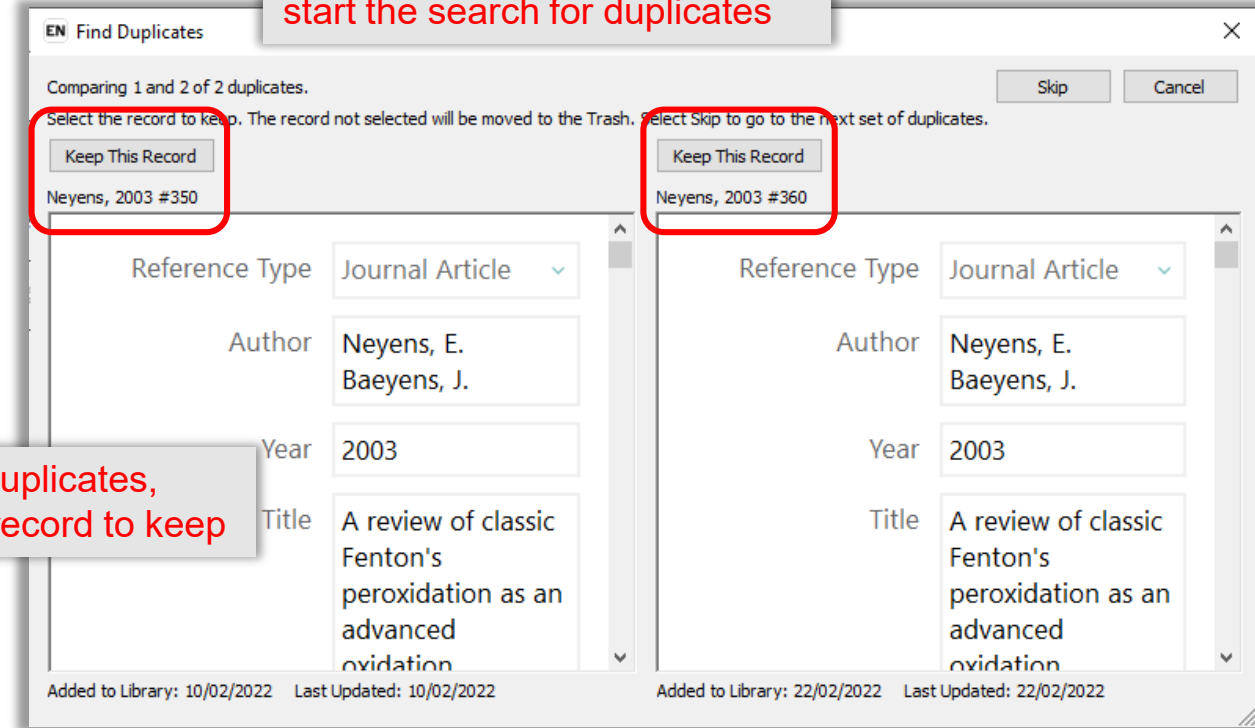 start the search for duplicates
EN Find Duplicates
Comparing 1 and 2 of 2 duplicates.
Skip
Cancel
Select the record to keep. The record not selected will be moved to the Trash. Select Skip to go to the next set of duplicates.
Keep This Record
Neyens, 2003 #350
Reference Type
Journal Article
Author
Neyens, E.
Baeyens, J.
Year
2003
Title
A review of classic
Fenton's
peroxidation as an
advanced
oxidation
Added to Library: 10/02/2022 Last Updated: 10/02/2022
Keep This Record
Neyens, 2003 #360
Reference Type
Journal Article
Author
Neyens, E.
Baeyens, J.
Year
2003
Title
A review of classic
Fenton's
peroxidation as an
advanced
oxidation
Added to Library: 22/02/2022 Last Updated: 22/02/2022
uplicates,
record to keep